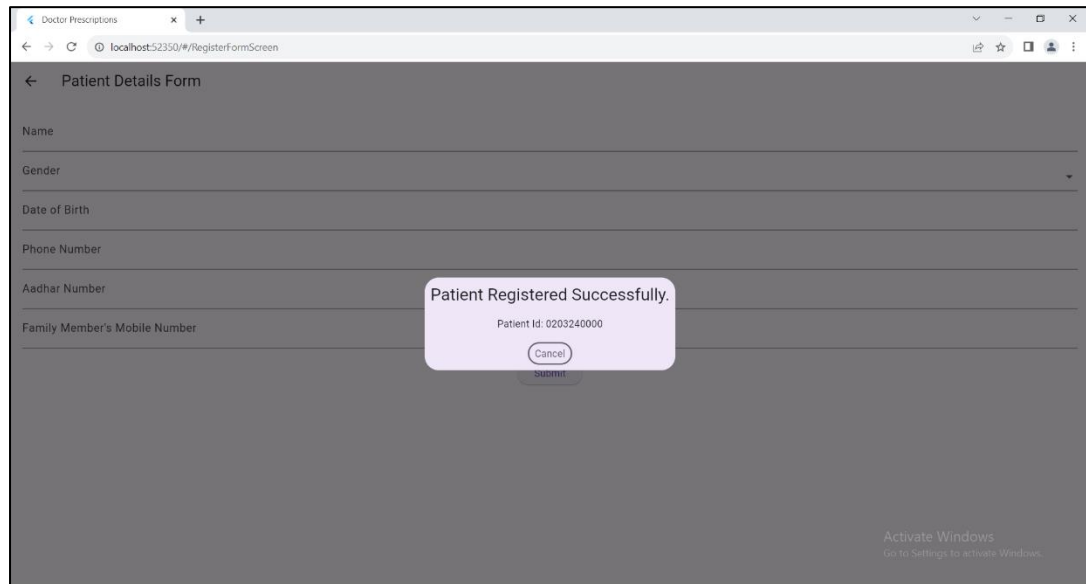 Doctor Prescriptions
localhost:52350/#/RegisterFormScreen
Patient Details Form
Name
Gender
Date of Birth
Phone Number
Aadhar Number
Family Member's Mobile Number
Patient Registered Successfully.
Patient Id: 0203240000
Cancel
Submit
Activate Windows
Go to Settings to activate Windows.